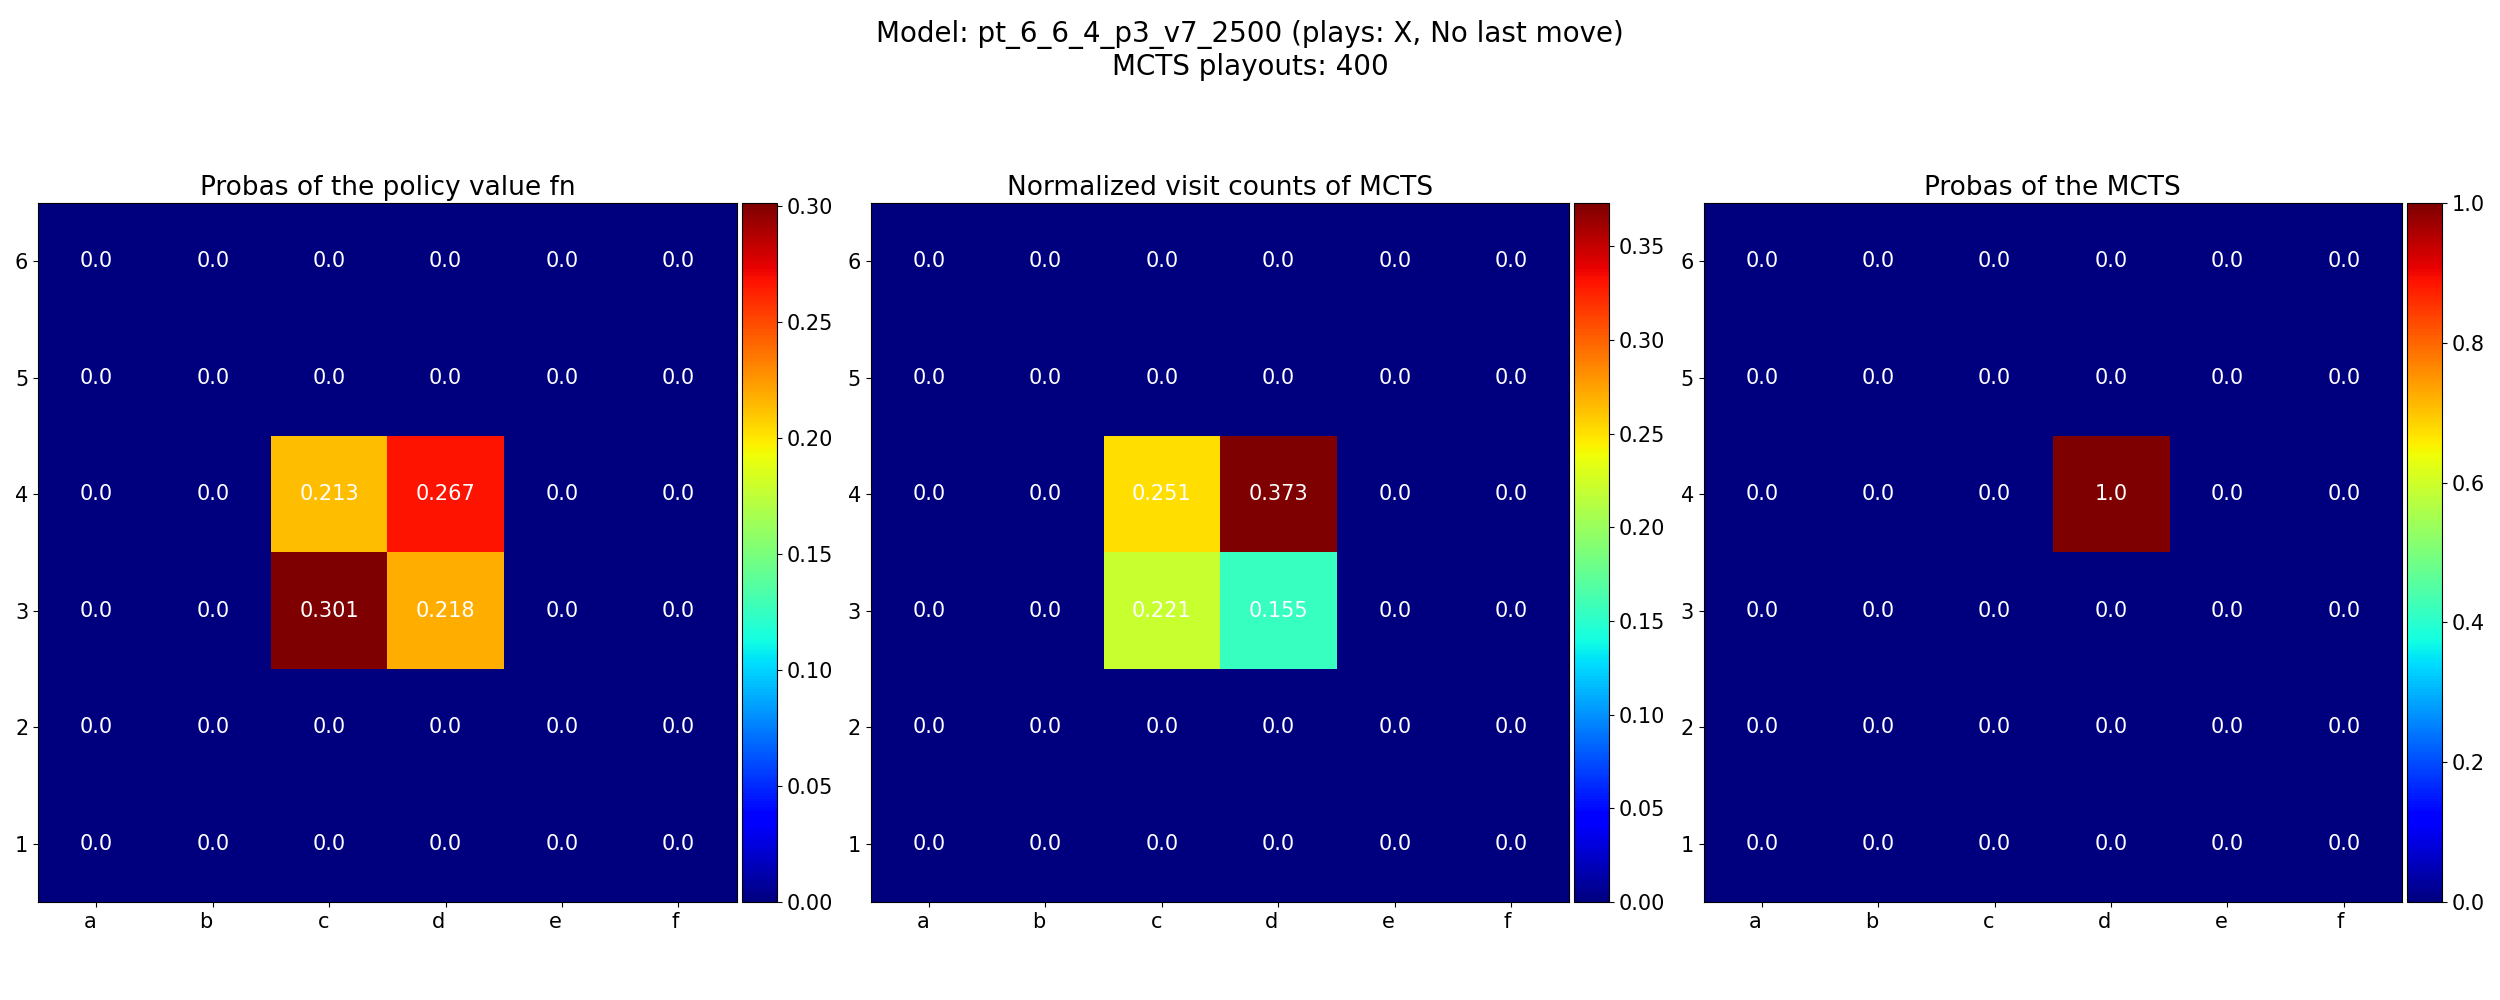 Model: pt_6_6_4_p3_v7_2500 (plays: X, No last move)
MCTS playouts: 400
Probas of the policy value fn
6 0.0 0.0 0.0 0.0 0.0 0.0
5 0.0 0.0 0.0 0.0 0.0 0.0
4 0.0 0.0 0.213 0.267 0.0 0.0
3 0.0 0.0 0.301 0.218 0.0 0.0
2 0.0 0.0 0.0 0.0 0.0 0.0
1 0.0 0.0 0.0 0.0 0.0 0.0
a b c d e f
0.30
0.25
0.20
0.15
0.10
0.05
0.00
Normalized visit counts of MCTS
6 0.0 0.0 0.0 0.0 0.0 0.0
5 0.0 0.0 0.0 0.0 0.0 0.0
4 0.0 0.0 0.251 0.373 0.0 0.0
3 0.0 0.0 0.221 0.155 0.0 0.0
2 0.0 0.0 0.0 0.0 0.0 0.0
1 0.0 0.0 0.0 0.0 0.0 0.0
a b c d e f
0.35
0.30
0.25
0.20
0.15
0.10
0.05
0.00
Probas of the MCTS
6 0.0 0.0 0.0 0.0 0.0 0.0
5 0.0 0.0 0.0 0.0 0.0 0.0
4 0.0 0.0 0.0 1.0 0.0 0.0
3 0.0 0.0 0.0 0.0 0.0 0.0
2 0.0 0.0 0.0 0.0 0.0 0.0
1 0.0 0.0 0.0 0.0 0.0 0.0
a b c d e f
1.0
0.8
0.6
0.4
0.2
0.0